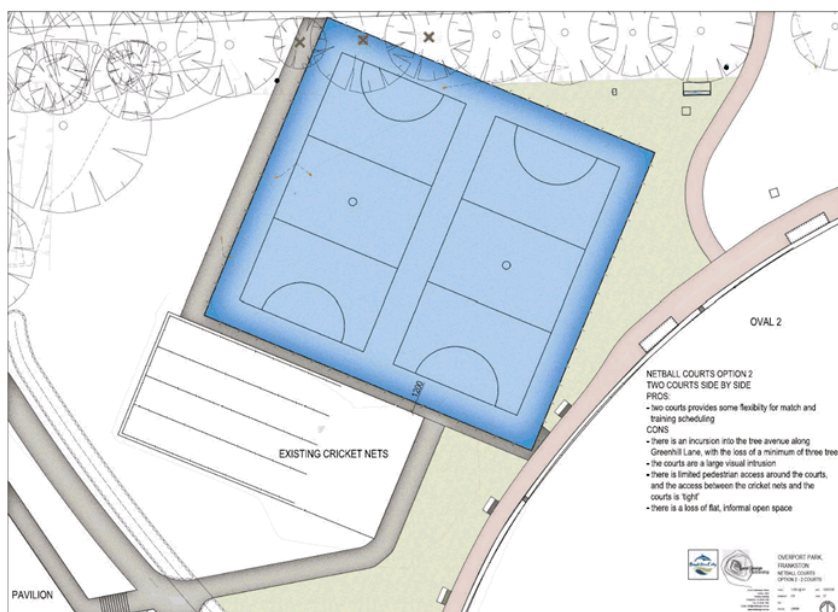 OVAL 2
NETBALL COURTS OPTION 2
TWO COURTS SIDE BY SIDE
PROS:
- two courts provides some flexibilty for match and
training scheduling
CONS
- there is an incursion into the tree avenue along
Greenhill Lane, with the loss of a minimum of three tree
- the courts are a large visual intrusion
- there is limited pedestrian access around the courts,
and the access between the cricket nets and the
courts is 'tight'
- there is a loss of flat, informal open space
1200
EXISTING CRICKET NETS
PAVILION
OVERPORT PARK,
FRANKSTON
NETBALL COURTS
OPTION 2 - 2 COURTS